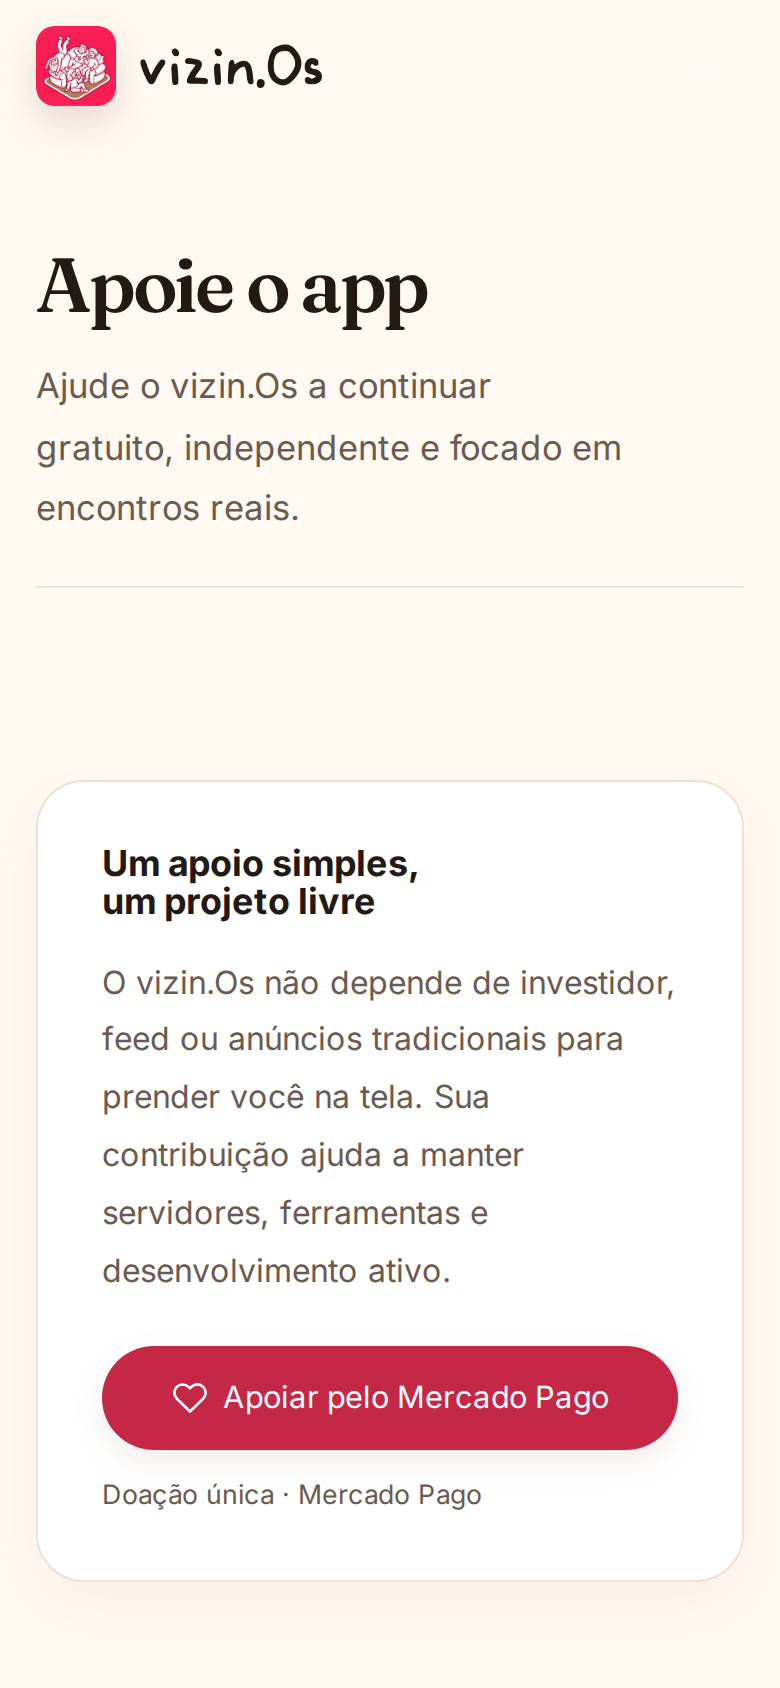 vizin.Os
Apoie o app
Ajude o vizin.Os a continuar
gratuito, independente e focado em
encontros reais.
Um apoio simples,
um projeto livre
O vizin.Os não depende de investidor,
feed ou anúncios tradicionais para
prender você na tela. Sua
contribuição ajuda a manter
servidores, ferramentas e
desenvolvimento ativo.
Apoiar pelo Mercado Pago
Doação única · Mercado Pago